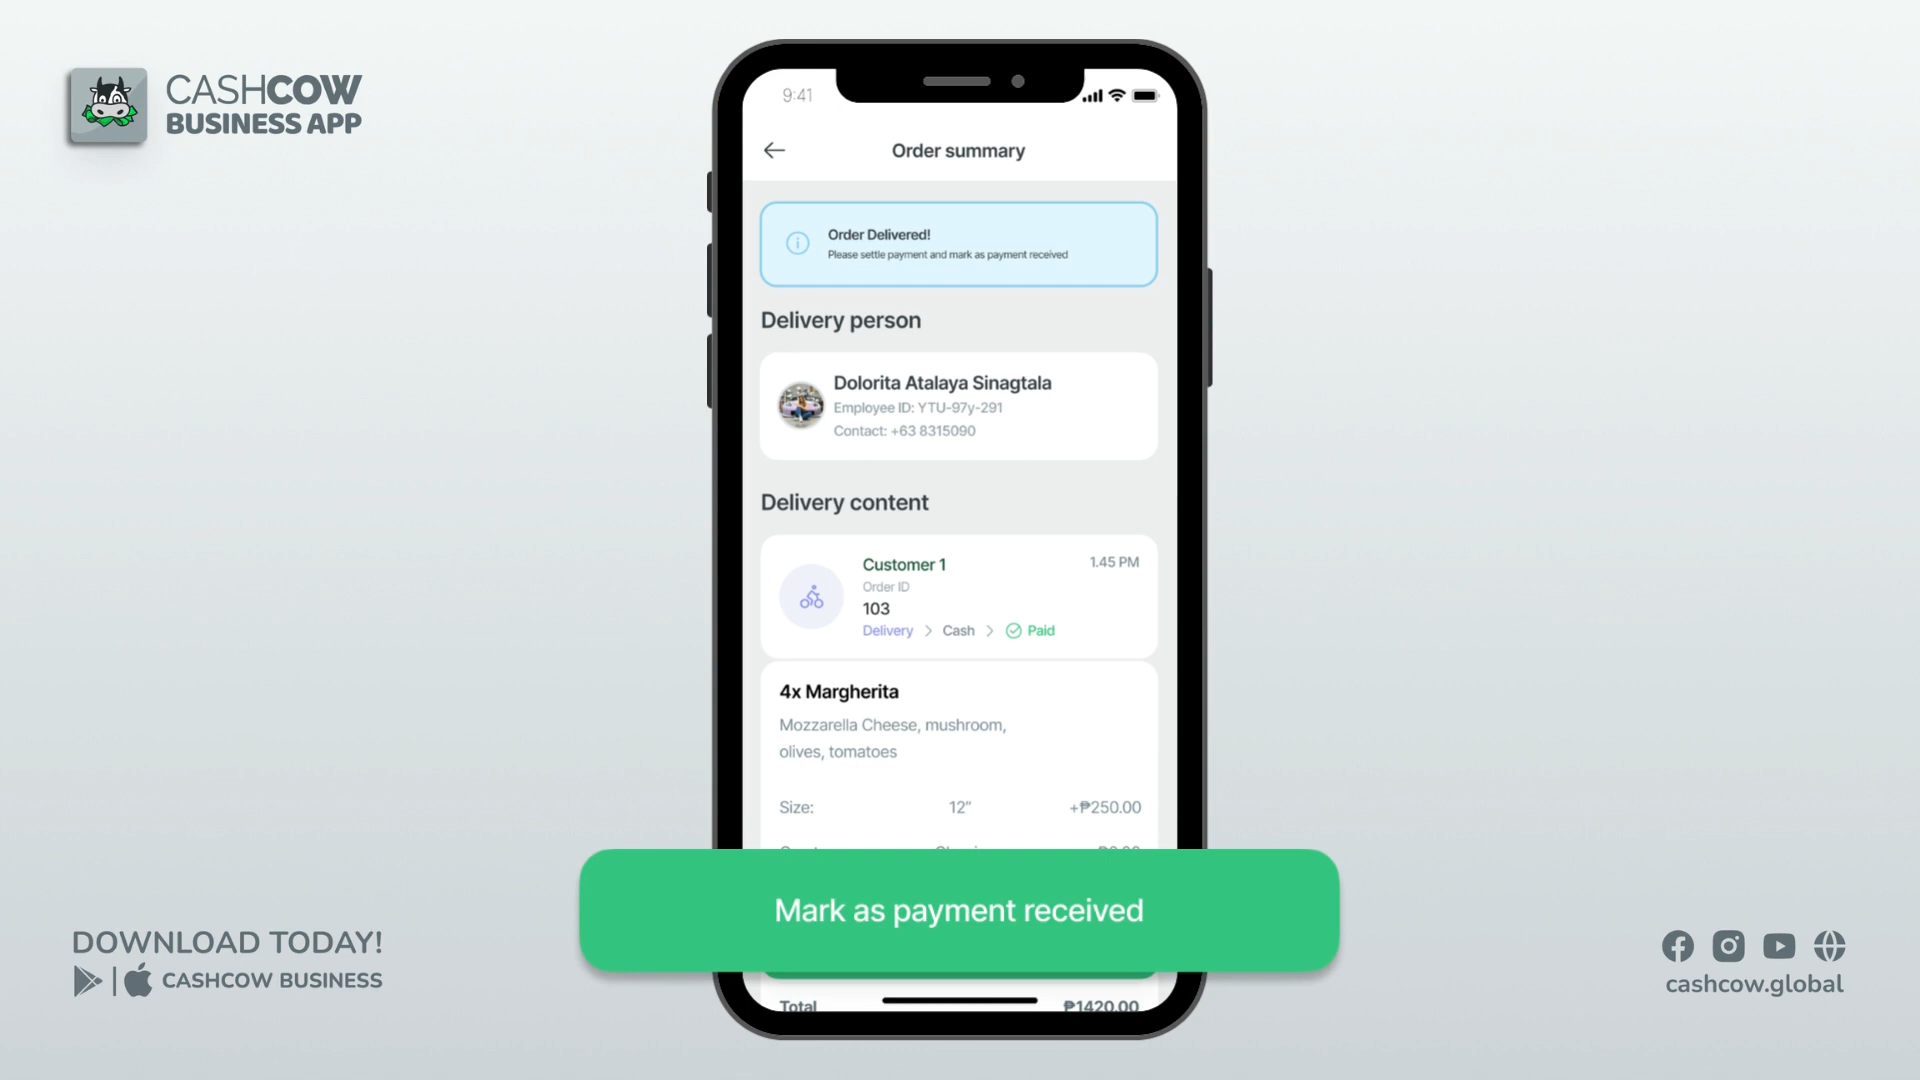 CASHCOW
BUSINESS APP
9:41
Order summary
Order Delivered!
Please settle payment and mark as payment received
Delivery person
Dolorita Atalaya Sinagtala
Employee ID: YTU-97y-291
Contact: +63 8315090
Delivery content
Customer 1
1.45 PM
Order ID
103
Delivery > Cash > Paid
4x Margherita
Mozzarella Cheese, mushroom,
olives, tomatoes
Size: 12” +₱250.00
Mark as payment received
Total ₱1420.00
DOWNLOAD TODAY!
CASHCOW BUSINESS
cashcow.global